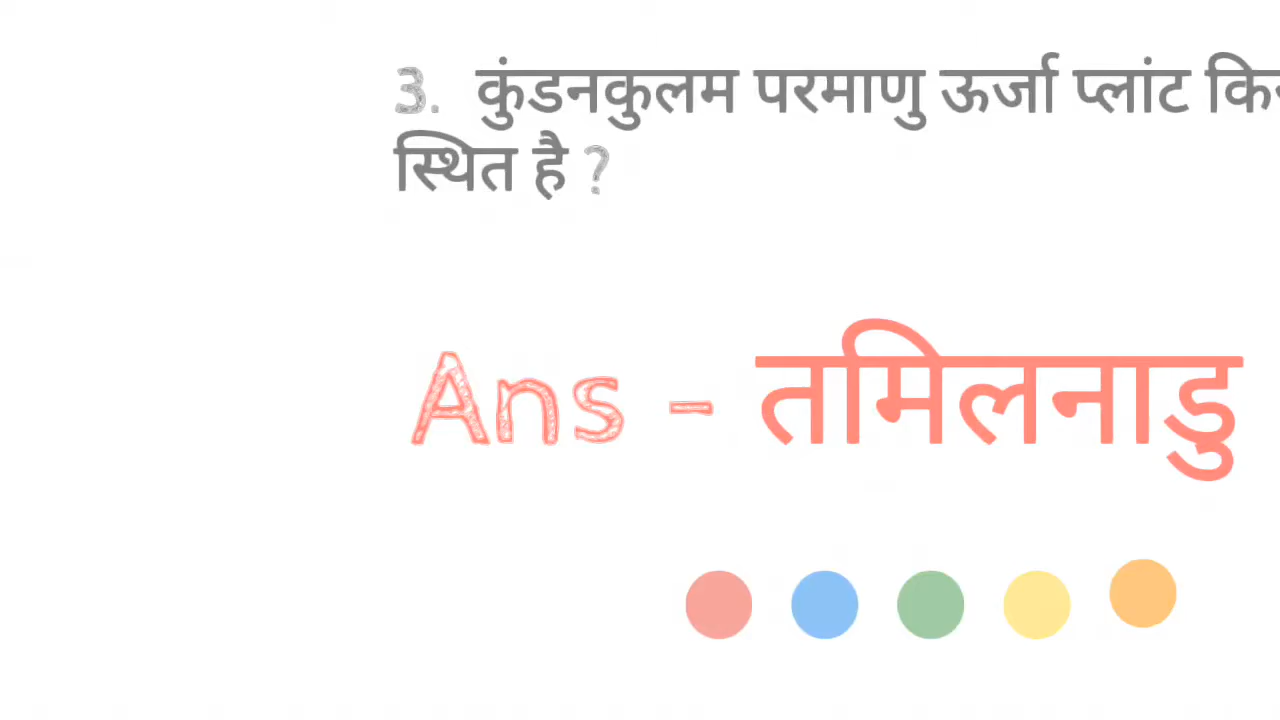 3. कुंडनकुलम परमाणु ऊर्जा प्लांट
स्थित है ?
Ans - तमिलनाडु